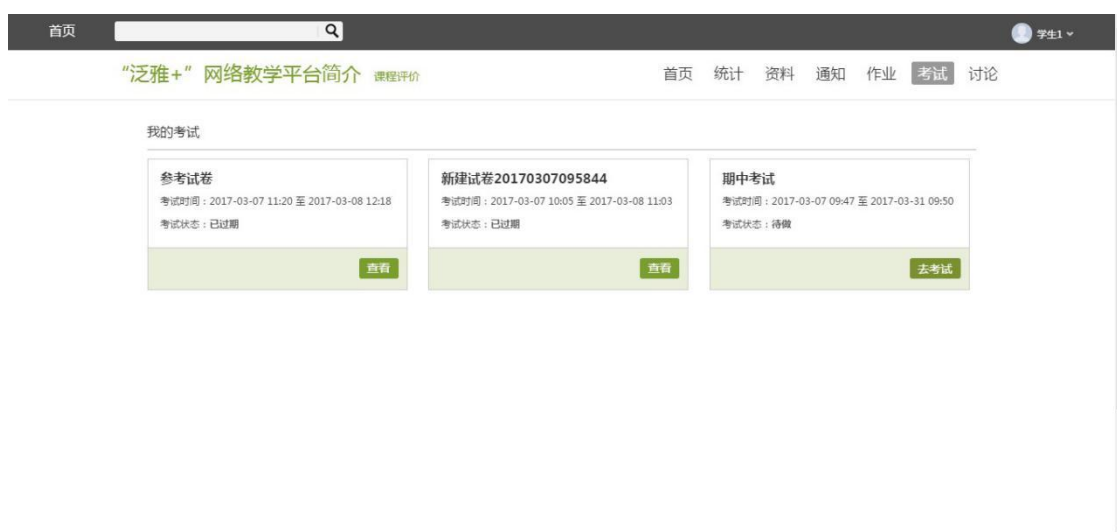 首页
学生1
“泛雅+”网络教学平台简介 课程评价
首页 统计 资料 通知 作业 考试 讨论
我的考试
参考试卷
考试时间：2017-03-07 11:20 至 2017-03-08 12:18
考试状态：已过期
查看
新建试卷20170307095844
考试时间：2017-03-07 10:05 至 2017-03-08 11:03
考试状态：已过期
查看
期中考试
考试时间：2017-03-07 09:47 至 2017-03-31 09:50
考试状态：待做
去考试